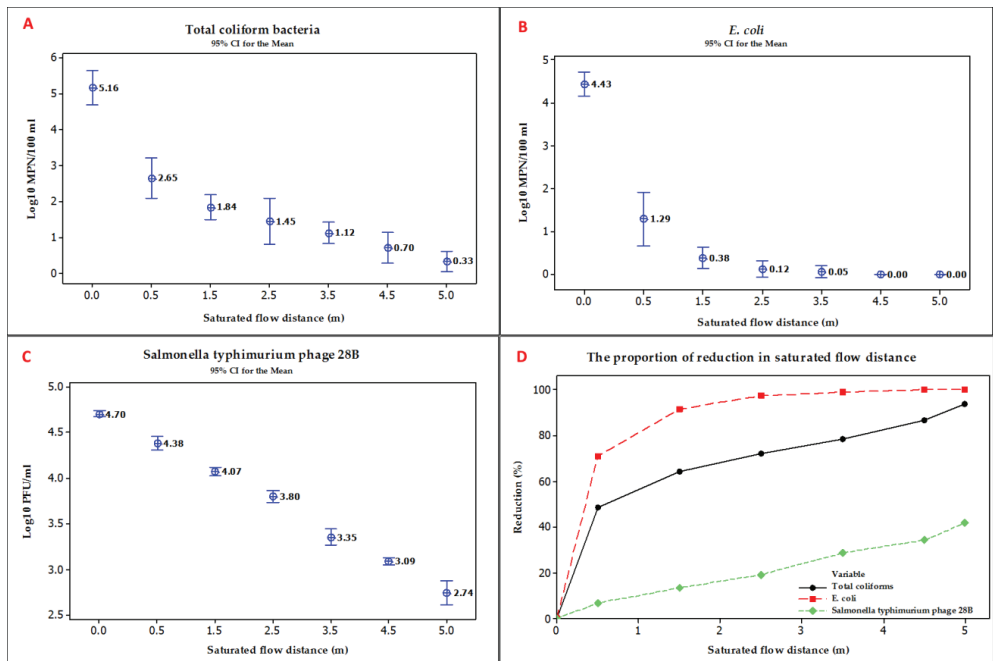 A
Total coliform bacteria
95% CI for the Mean
Log10 MPN/100 ml
6
5
4
3
2
1
0
5.16
2.65
1.84
1.45
1.12
0.70
0.33
0.0 0.5 1.5 2.5 3.5 4.5 5.0
Saturated flow distance (m)
B
E. coli
95% CI for the Mean
Log10 MPN/100 ml
5
4
3
2
1
0
4.43
1.29
0.38
0.12
0.05
0.00
0.00
0.0 0.5 1.5 2.5 3.5 4.5 5.0
Saturated flow distance (m)
C
Salmonella typhimurium phage 28B
95% CI for the Mean
Log10 PFU/ml
5.0
4.5
4.0
3.5
3.0
2.5
4.70
4.38
4.07
3.80
3.35
3.09
2.74
0.0 0.5 1.5 2.5 3.5 4.5 5.0
Saturated flow distance (m)
D
The proportion of reduction in saturated flow distance
Reduction (%)
100
80
60
40
20
0
Variable
Total coliforms
E. coli
Salmonella typhimurium phage 28B
0 1 2 3 4 5
Saturated flow distance (m)